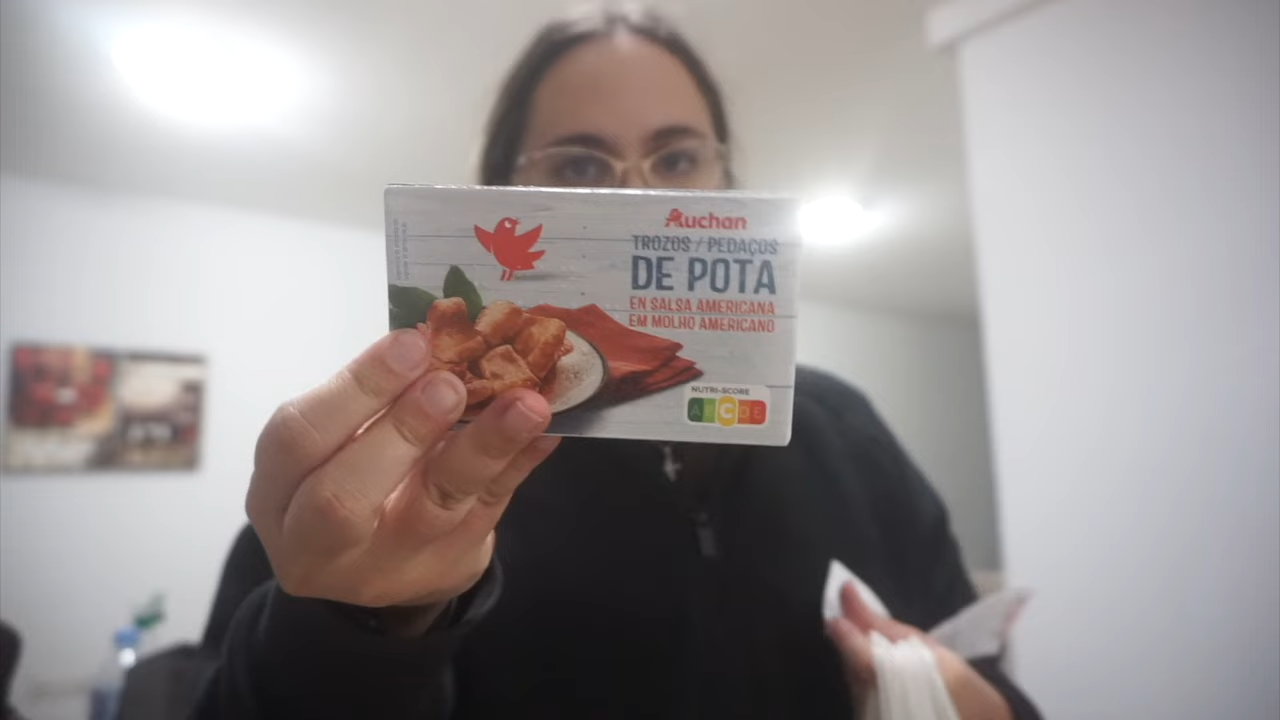 Auchan
TROZOS / PEDAÇOS
DE POTA
EN SALSA AMERICANA
EM MOLHO AMERICANO
NUTRI-SCORE
A B C D E